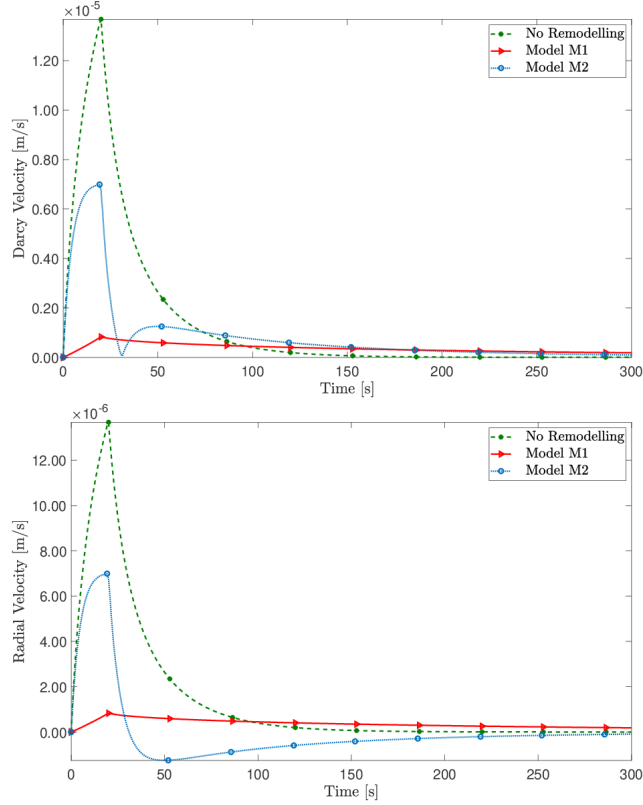 ×10⁻⁵
1.20
1.00
0.80
0.60
0.40
0.20
0.00
Darcy Velocity [m/s]
No Remodelling
Model M1
Model M2
0 50 100 150 200 250 300
Time [s]
×10⁻⁶
12.00
10.00
8.00
6.00
4.00
2.00
0.00
Radial Velocity [m/s]
No Remodelling
Model M1
Model M2
0 50 100 150 200 250 300
Time [s]